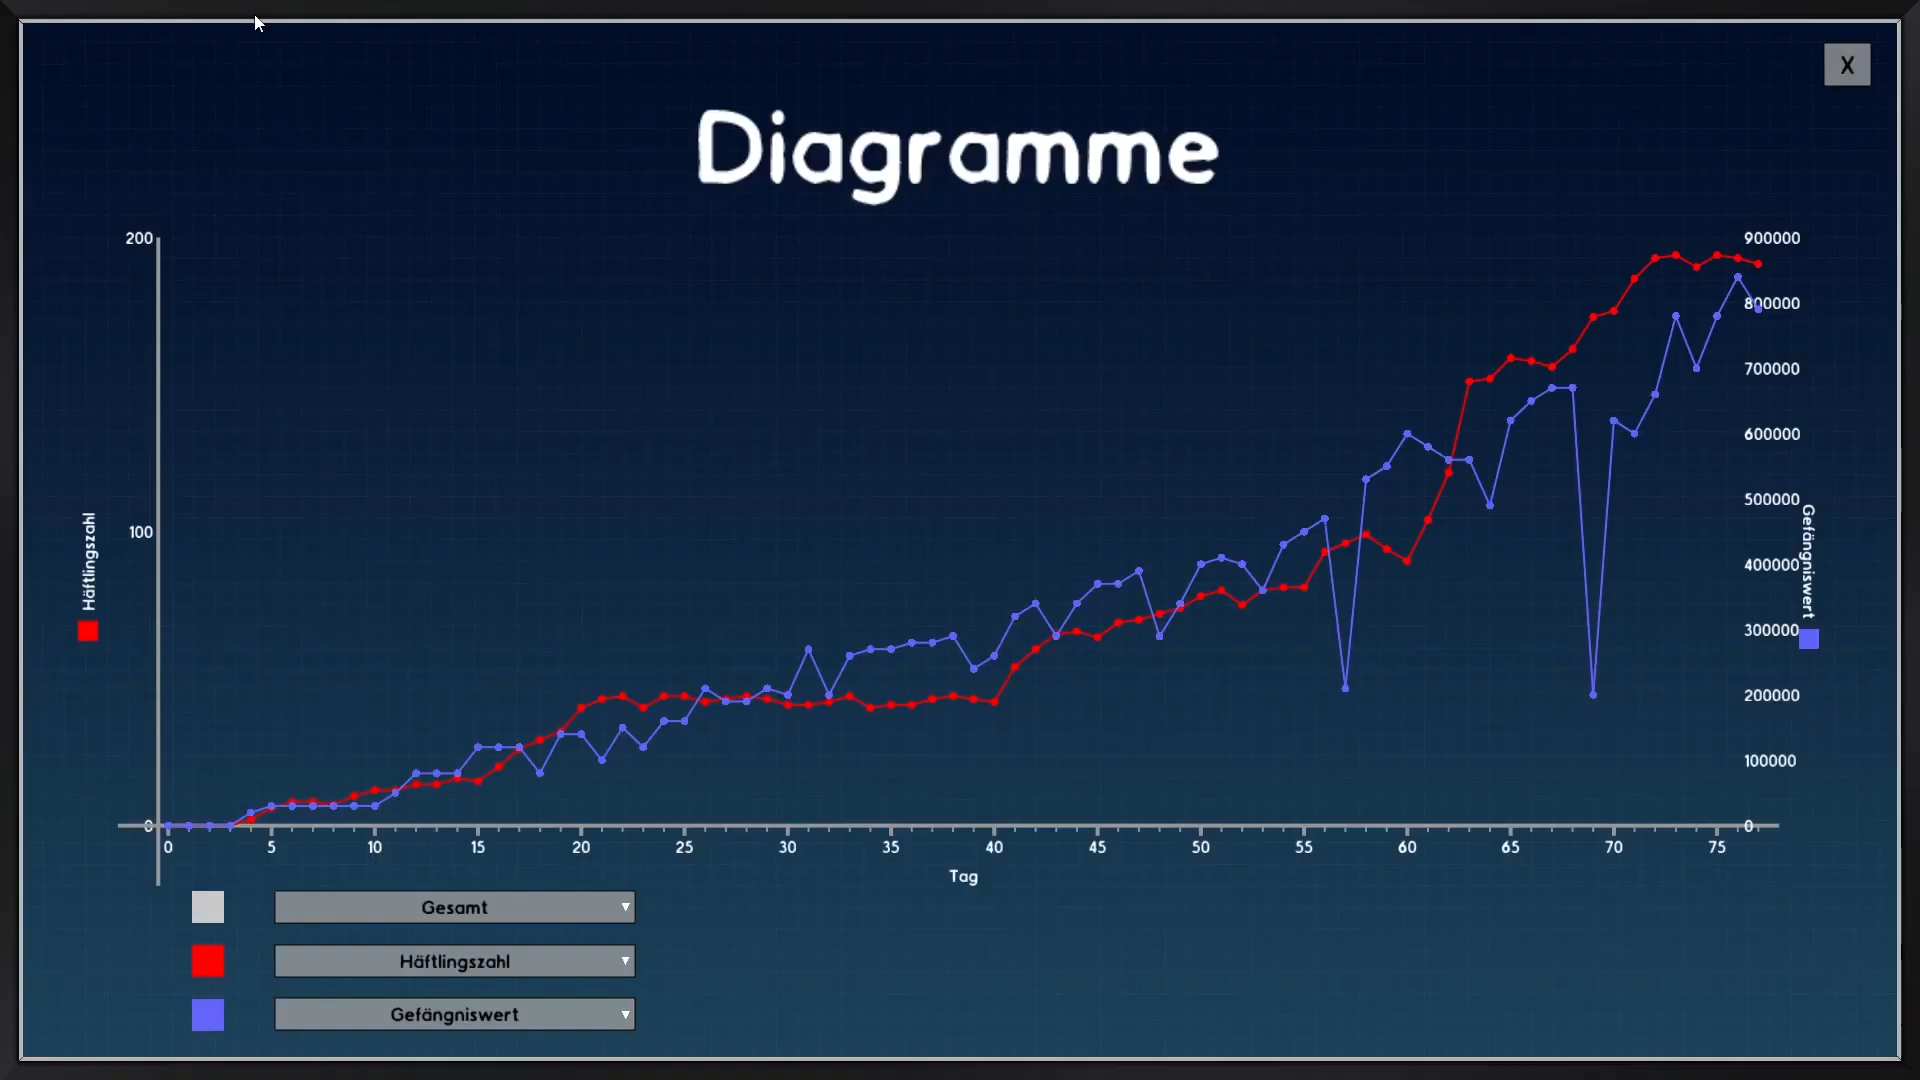 X
Diagramme
200
100
0
Häftlingszahl
900000
800000
700000
600000
500000
400000
300000
200000
100000
0
Gefängniswert
0 5 10 15 20 25 30 35 40 45 50 55 60 65 70 75
Tag
Gesamt
Häftlingszahl
Gefängniswert